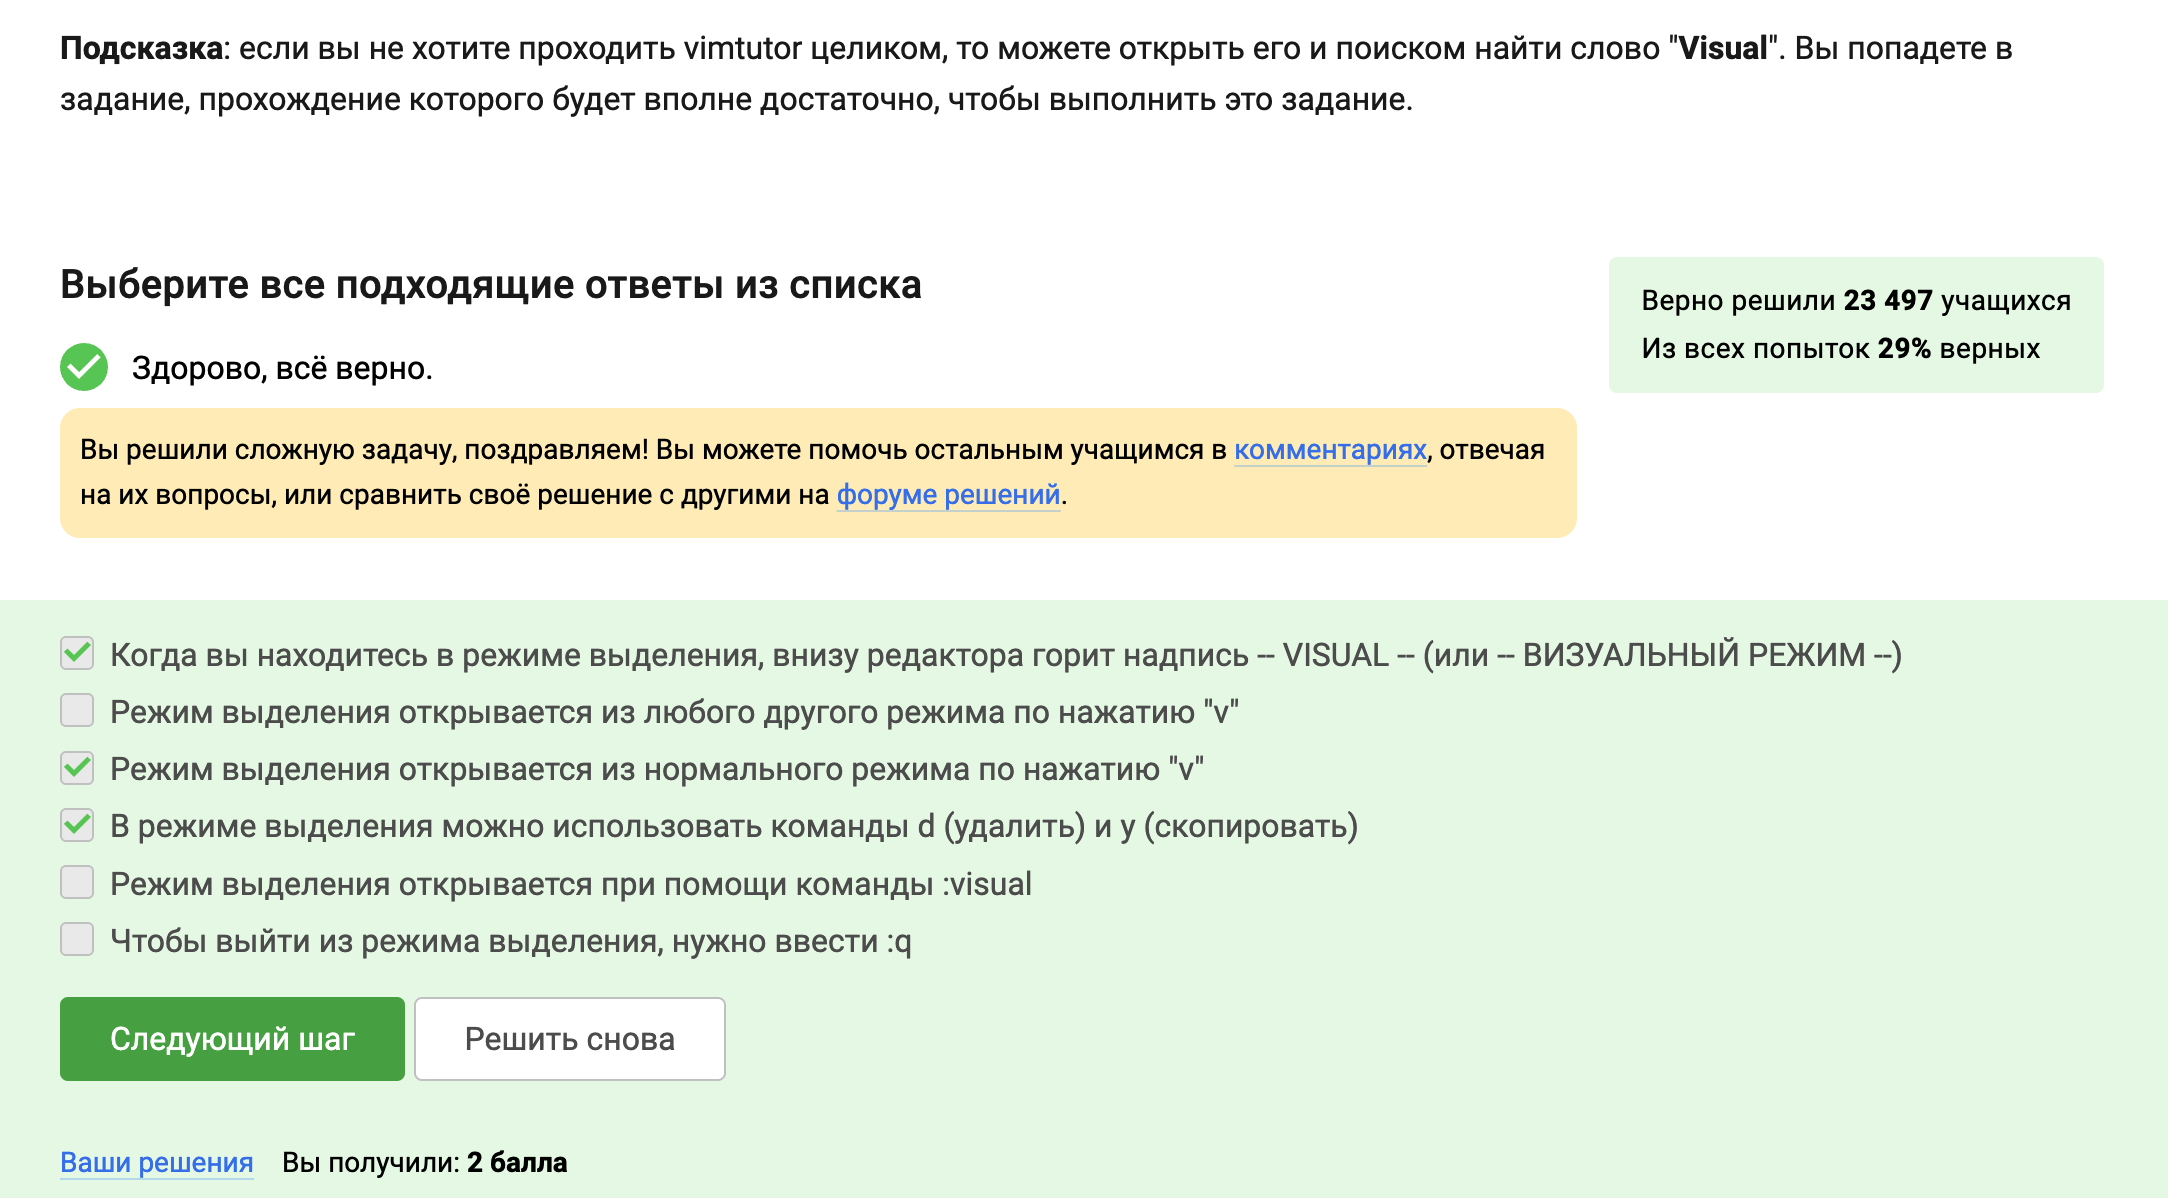 Подсказка: если вы не хотите проходить vimtutor целиком, то можете открыть его и поиском найти слово "Visual". Вы попадете в
задание, прохождение которого будет вполне достаточно, чтобы выполнить это задание.
Выберите все подходящие ответы из списка
Здорово, всё верно.
Верно решили 23 497 учащихся
Из всех попыток 29% верных
Вы решили сложную задачу, поздравляем! Вы можете помочь остальным учащимся в комментариях, отвечая
на их вопросы, или сравнить своё решение с другими на форуме решений.
Когда вы находитесь в режиме выделения, внизу редактора горит надпись -- VISUAL -- (или -- ВИЗУАЛЬНЫЙ РЕЖИМ --)
Режим выделения открывается из любого другого режима по нажатию "v"
Режим выделения открывается из нормального режима по нажатию "v"
В режиме выделения можно использовать команды d (удалить) и y (скопировать)
Режим выделения открывается при помощи команды :visual
Чтобы выйти из режима выделения, нужно ввести :q
Следующий шаг
Решить снова
Ваши решения Вы получили: 2 балла